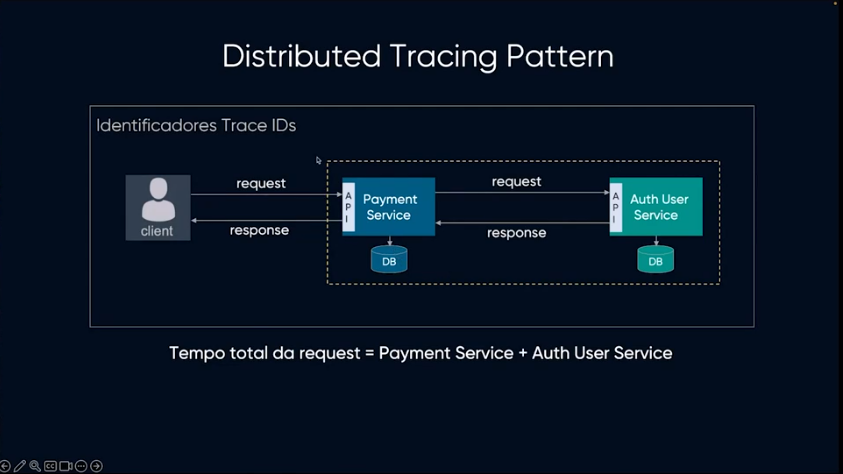 Distributed Tracing Pattern
Identificadores Trace IDs
client
request
response
API
Payment
Service
DB
request
response
API
Auth User
Service
DB
Tempo total da request = Payment Service + Auth User Service
CC